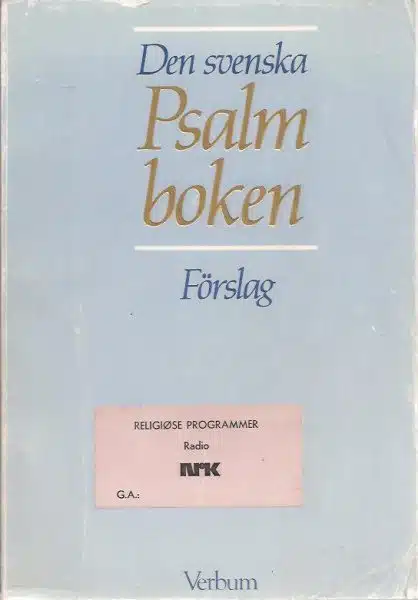 Den svenska
Psalm
boken
Förslag
RELIGIØSE PROGRAMMER
Radio
NRK
G.A.:
Verbum